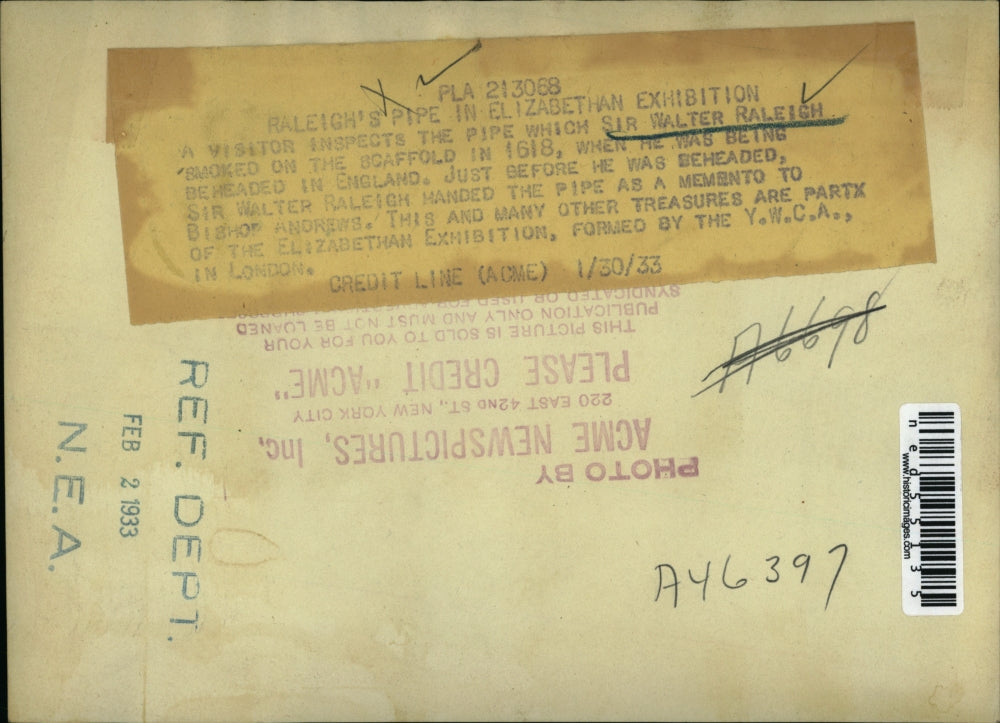 PLA 213068
RALEIGH'S PIPE IN ELIZABETHAN EXHIBITION
A VISITOR INSPECTS THE PIPE WHICH SIR WALTER RALEIGH
SMOKED ON THE SCAFFOLD IN 1618, WHEN HE WAS BEING
BEHEADED IN ENGLAND. JUST BEFORE HE WAS BEHEADED,
SIR WALTER RALEIGH HANDED THE PIPE AS A MEMENTO TO
BISHOP ANDREWS. THIS AND MANY OTHER TREASURES ARE PARTX
OF THE ELIZABETHAN EXHIBITION, FORMED BY THE Y.W.C.A.,
IN LONDON.
CREDIT LINE (ACME) 1/30/33
PHOTO BY
ACME NEWSPICTURES, Inc.
220 EAST 42ND ST., NEW YORK CITY
PLEASE CREDIT "ACME"
THIS PICTURE IS SOLD TO YOU FOR YOUR
PUBLICATION ONLY AND MUST NOT BE LOANED
SYNDICATED OR USED FOR
A6698
REF. DEPT.
FEB 2 1933
N.E.A.
A46397
ned55135
www.historicimages.com